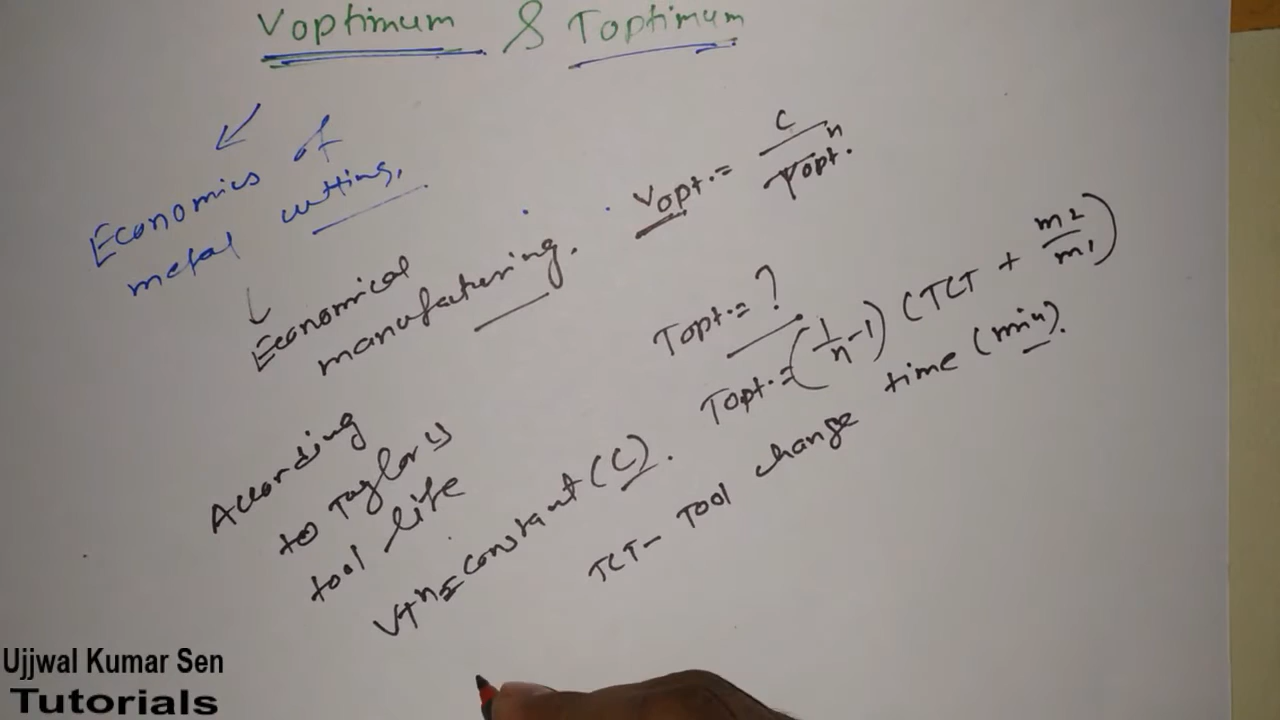 Voptimum & Toptimum
Economics of
metal cutting,
Economical
manufacturing.
Vopt. = C / Topt.^n
Topt. = ?
Topt. = (1/n - 1) (TCT + m2/m1)
According
to Taylor's
tool life
VT^n = constant (C).
TCT - Tool change time (min).
Ujjwal Kumar Sen
Tutorials